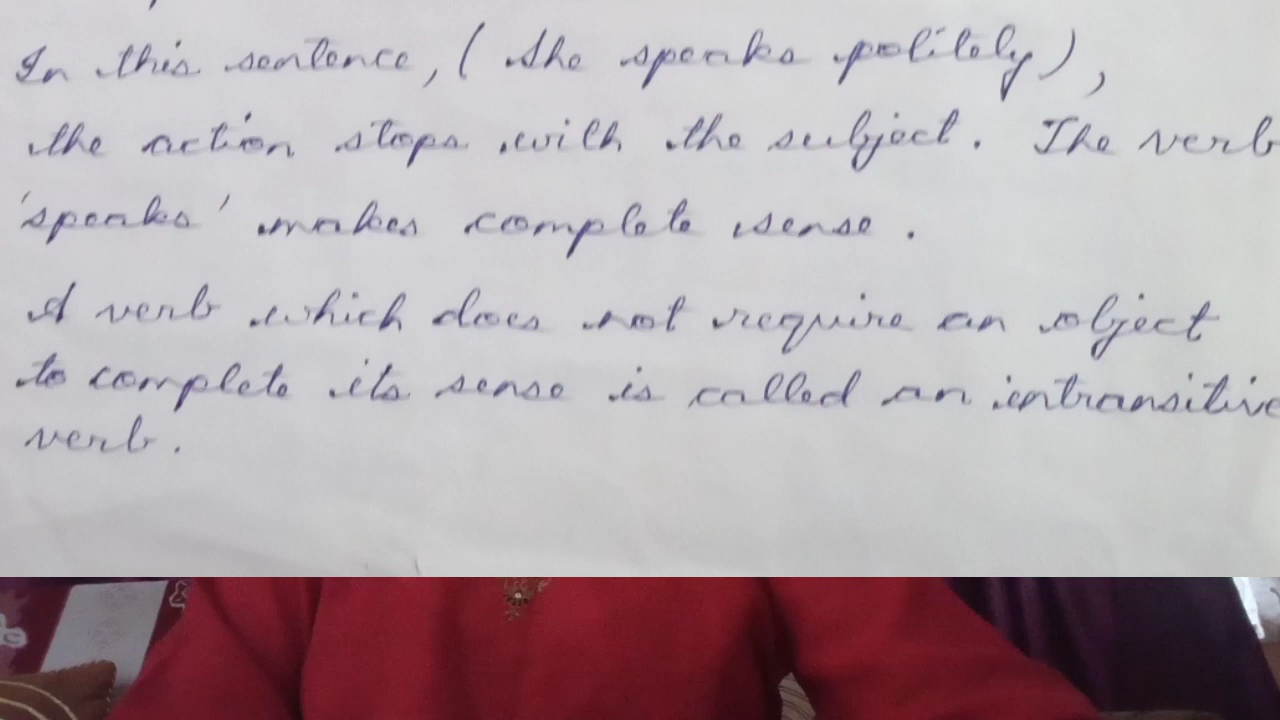 In this sentence, ( she speaks politely ),
the action stops with the subject. The verb
'speaks' makes complete sense.
A verb which does not require an object
to complete its sense is called an intransitive
verb.